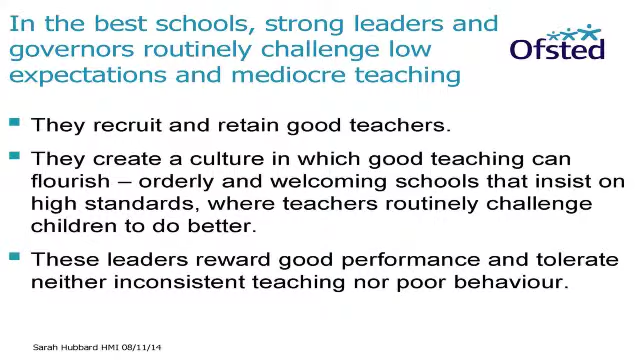 In the best schools, strong leaders and
governors routinely challenge low
expectations and mediocre teaching
Ofsted
They recruit and retain good teachers.
They create a culture in which good teaching can
flourish – orderly and welcoming schools that insist on
high standards, where teachers routinely challenge
children to do better.
These leaders reward good performance and tolerate
neither inconsistent teaching nor poor behaviour.
Sarah Hubbard HMI 08/11/14